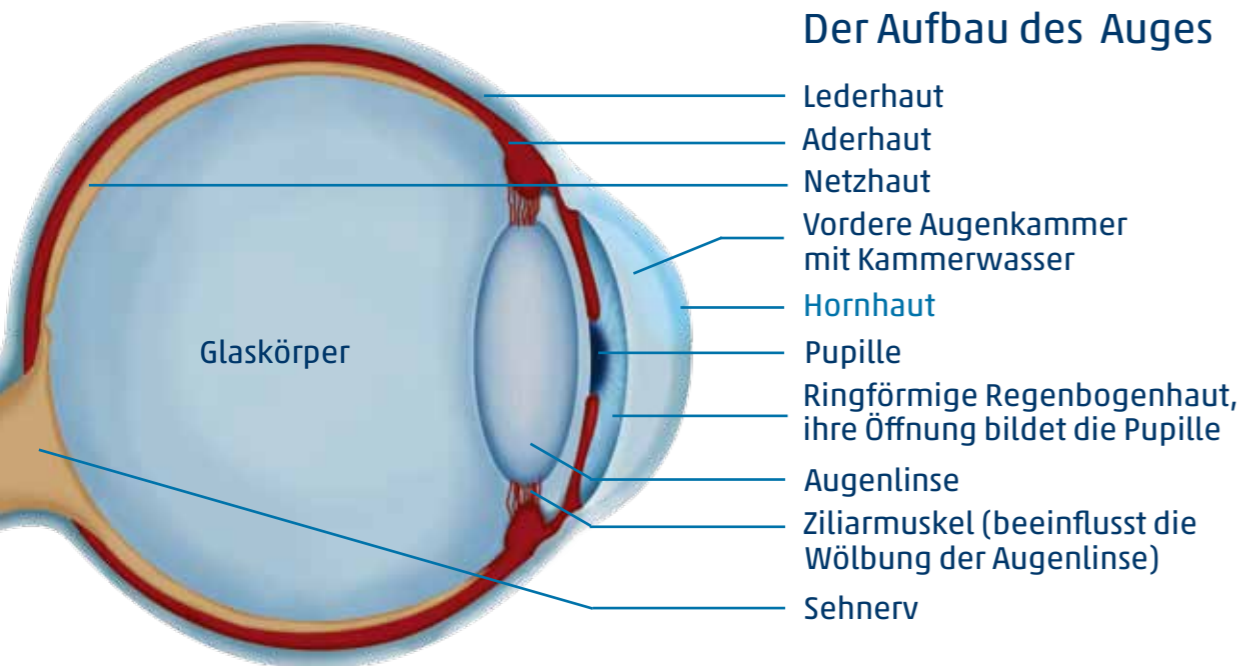 Der Aufbau des Auges
Lederhaut
Aderhaut
Netzhaut
Vordere Augenkammer
mit Kammerwasser
Hornhaut
Glaskörper
Pupille
Ringförmige Regenbogenhaut,
ihre Öffnung bildet die Pupille
Augenlinse
Ziliarmuskel (beeinflusst die
Wölbung der Augenlinse)
Sehnerv